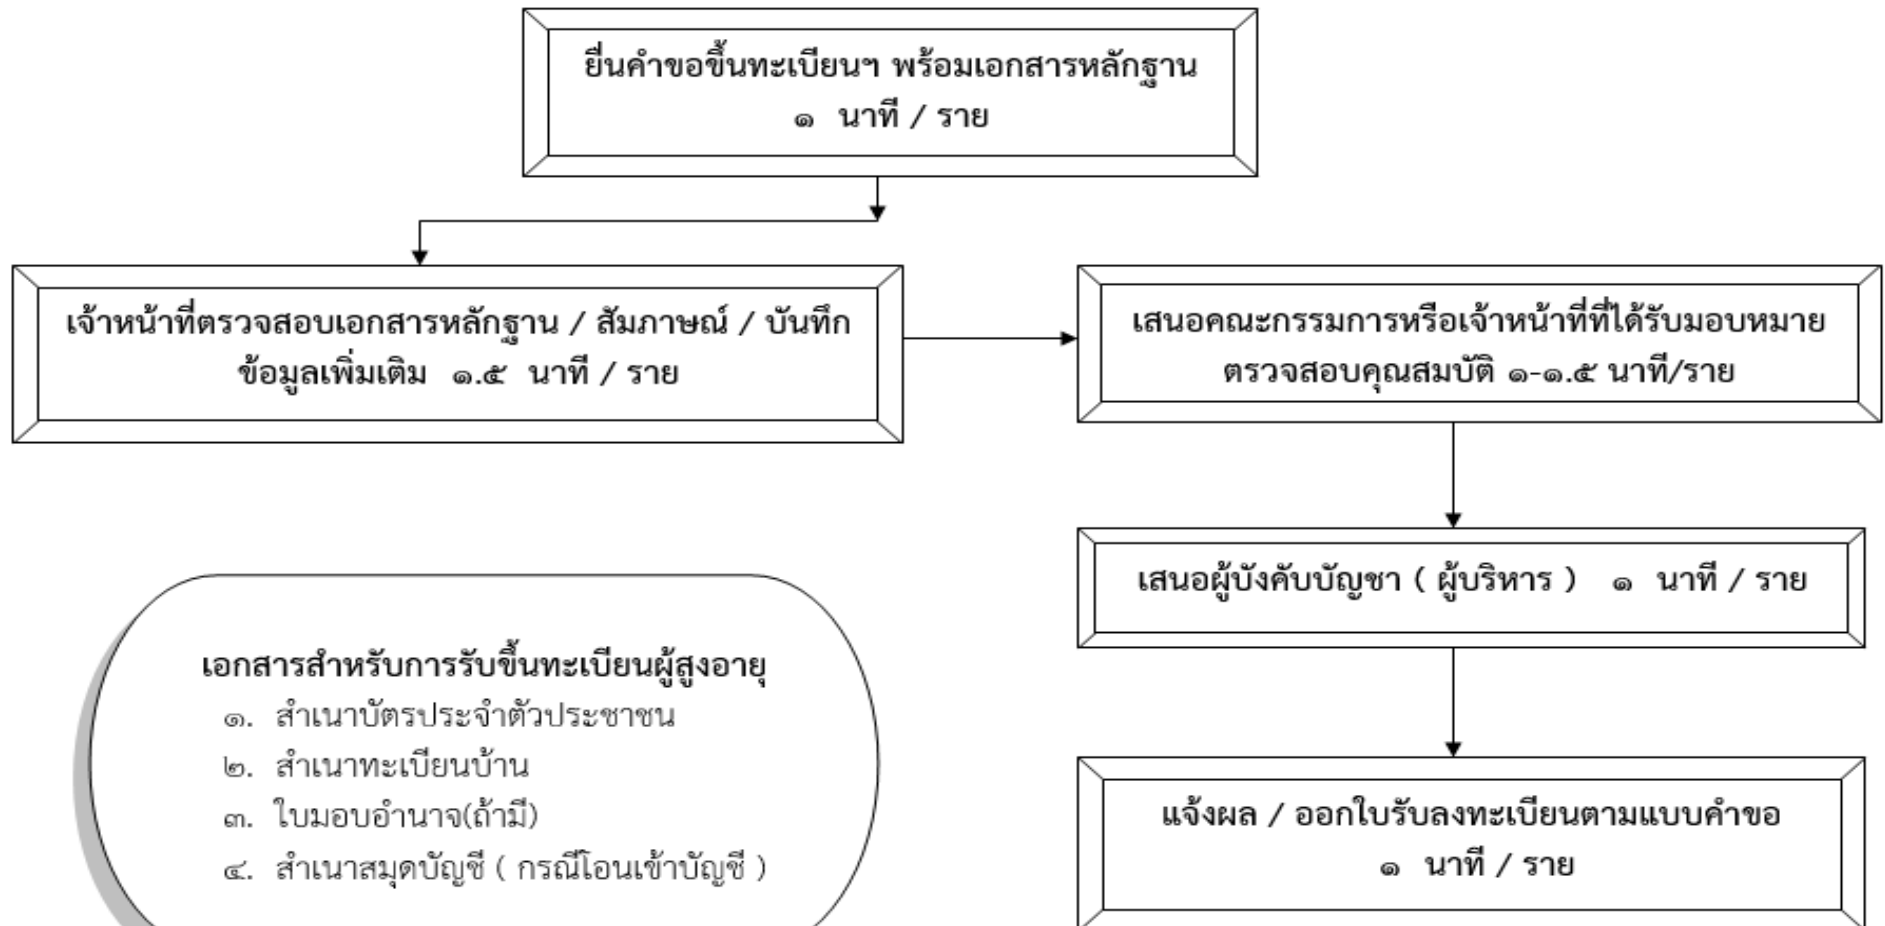 ยื่นคำขอขึ้นทะเบียนฯ พร้อมเอกสารหลักฐาน
๑ นาที / ราย
เจ้าหน้าที่ตรวจสอบเอกสารหลักฐาน / สัมภาษณ์ / บันทึก
ข้อมูลเพิ่มเติม ๑.๕ นาที / ราย
เสนอคณะกรรมการหรือเจ้าหน้าที่ที่ได้รับมอบหมาย
ตรวจสอบคุณสมบัติ ๑-๑.๕ นาที/ราย
เสนอผู้บังคับบัญชา ( ผู้บริหาร ) ๑ นาที / ราย
แจ้งผล / ออกใบรับลงทะเบียนตามแบบคำขอ
๑ นาที / ราย
เอกสารสำหรับการรับขึ้นทะเบียนผู้สูงอายุ
๑. สำเนาบัตรประจำตัวประชาชน
๒. สำเนาทะเบียนบ้าน
๓. ใบมอบอำนาจ(ถ้ามี)
๔. สำเนาสมุดบัญชี ( กรณีโอนเข้าบัญชี )